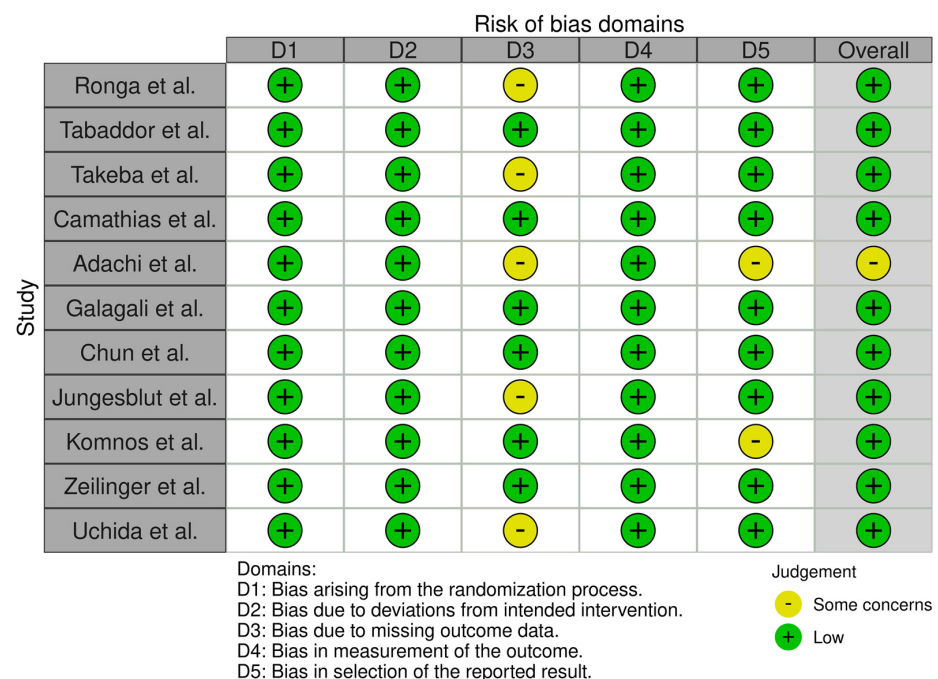 Risk of bias domains
D1 D2 D3 D4 D5 Overall
Study
Ronga et al. + + - + + +
Tabaddor et al. + + + + + +
Takeba et al. + + - + + +
Camathias et al. + + + + + +
Adachi et al. + + - + - -
Galagali et al. + + + + + +
Chun et al. + + + + + +
Jungesblut et al. + + - + + +
Komnos et al. + + + + - +
Zeilinger et al. + + + + + +
Uchida et al. + + - + + +
Domains:
D1: Bias arising from the randomization process.
D2: Bias due to deviations from intended intervention.
D3: Bias due to missing outcome data.
D4: Bias in measurement of the outcome.
D5: Bias in selection of the reported result.
Judgement
- Some concerns
+ Low